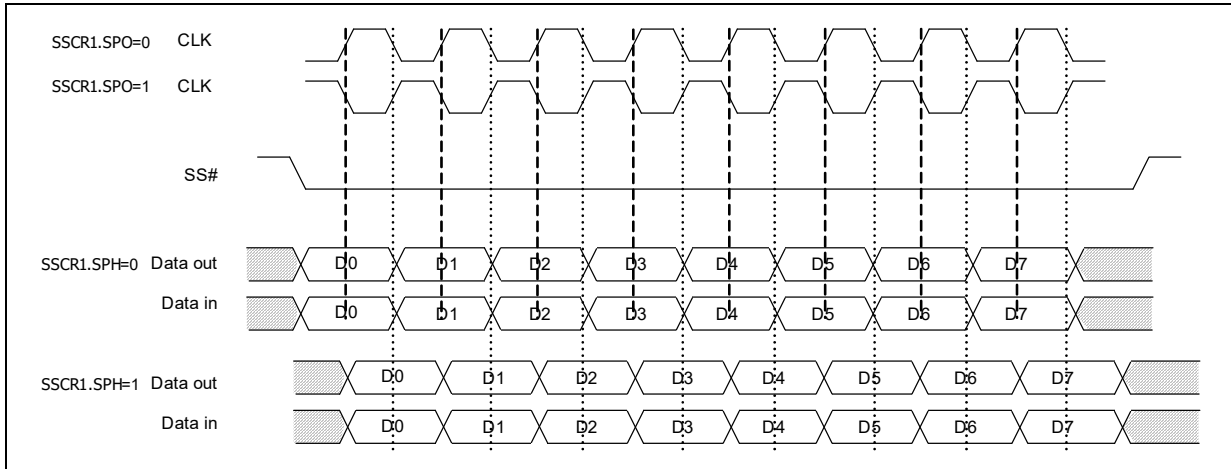 SSCR1.SPO=0 CLK
SSCR1.SPO=1 CLK
SS#
SSCR1.SPH=0 Data out D0 D1 D2 D3 D4 D5 D6 D7
Data in D0 D1 D2 D3 D4 D5 D6 D7
SSCR1.SPH=1 Data out D0 D1 D2 D3 D4 D5 D6 D7
Data in D0 D1 D2 D3 D4 D5 D6 D7